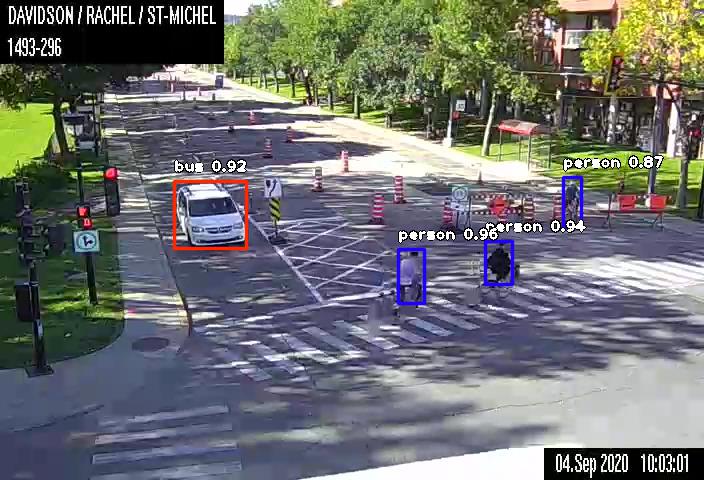 DAVIDSON / RACHEL / ST-MICHEL
1493-296
bus 0.92
person 0.87
person 0.94
person 0.96
04.Sep 2020 10:03:01